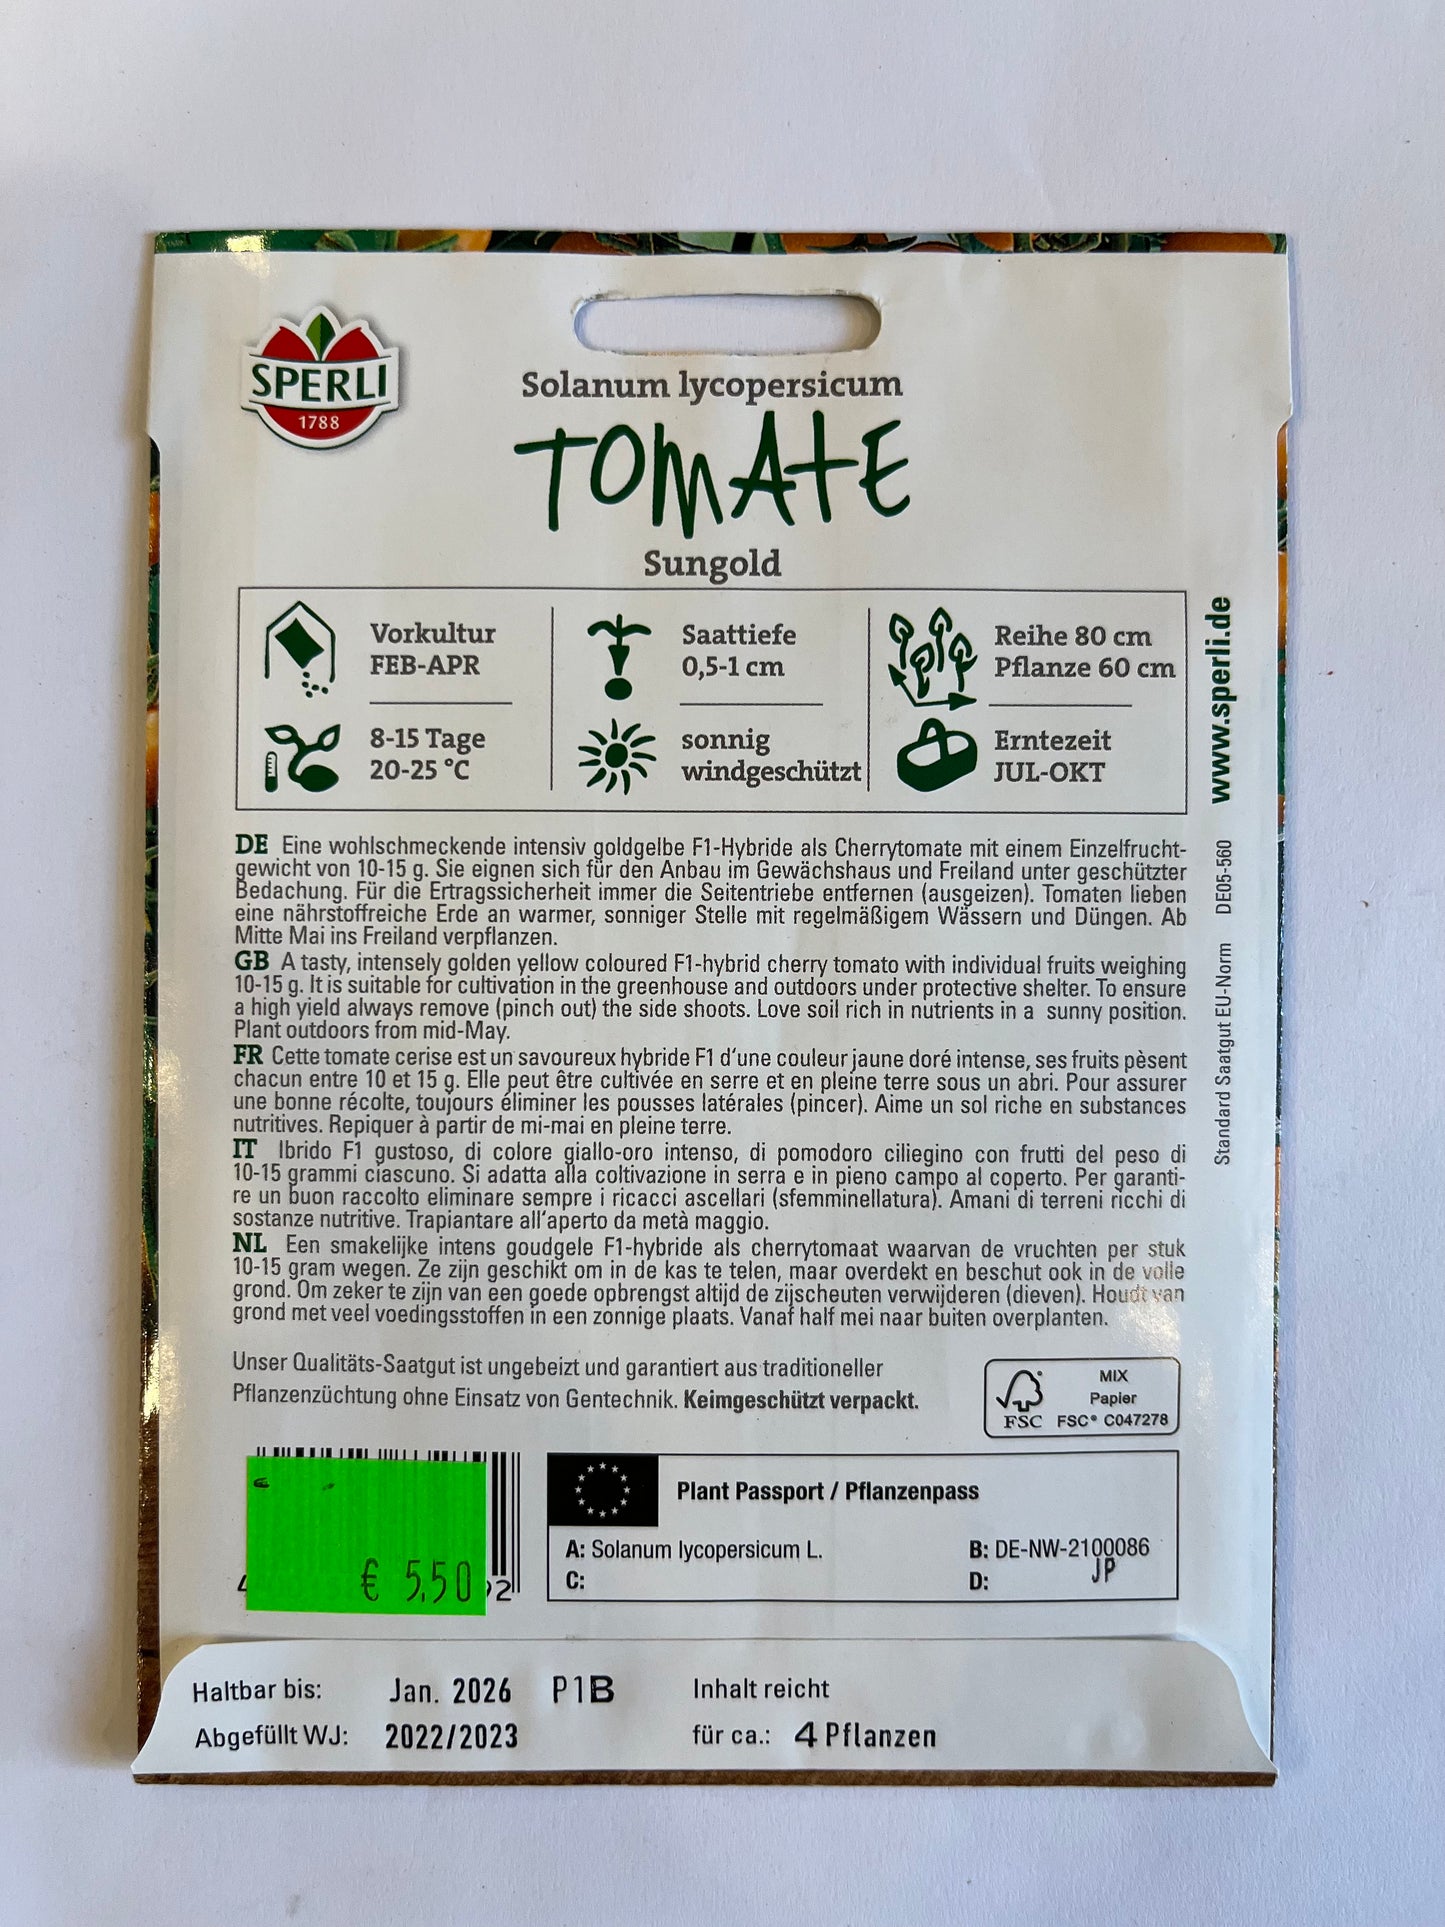 SPERLI
1788
Solanum lycopersicum
TOMATE
Sungold
Vorkultur
FEB-APR
Saattiefe
0,5-1 cm
Reihe 80 cm
Pflanze 60 cm
8-15 Tage
20-25 °C
sonnig
windgeschützt
Erntezeit
JUL-OKT
www.sperli.de
DE05-560
Standard Saatgut EU-Norm
DE Eine wohlschmeckende intensiv goldgelbe F1-Hybride als Cherrytomate mit einem Einzelfrucht-
gewicht von 10-15 g. Sie eignen sich für den Anbau im Gewächshaus und Freiland unter geschützter
Bedachung. Für die Ertragssicherheit immer die Seitentriebe entfernen (ausgeizen). Tomaten lieben
eine nährstoffreiche Erde an warmer, sonniger Stelle mit regelmäßigem Wässern und Düngen. Ab
Mitte Mai ins Freiland verpflanzen.
GB A tasty, intensely golden yellow coloured F1-hybrid cherry tomato with individual fruits weighing
10-15 g. It is suitable for cultivation in the greenhouse and outdoors under protective shelter. To ensure
a high yield always remove (pinch out) the side shoots. Love soil rich in nutrients in a sunny position.
Plant outdoors from mid-May.
FR Cette tomate cerise est un savoureux hybride F1 d'une couleur jaune doré intense, ses fruits pèsent
chacun entre 10 et 15 g. Elle peut être cultivée en serre et en pleine terre sous un abri. Pour assurer
une bonne récolte, toujours éliminer les pousses latérales (pincer). Aime un sol riche en substances
nutritives. Repiquer à partir de mi-mai en pleine terre.
IT Ibrido F1 gustoso, di colore giallo-oro intenso, di pomodoro ciliegino con frutti del peso di
10-15 grammi ciascuno. Si adatta alla coltivazione in serra e in pieno campo al coperto. Per garanti-
re un buon raccolto eliminare sempre i ricacci ascellari (sfemminellatura). Amani di terreni ricchi di
sostanze nutritive. Trapiantare all'aperto da metà maggio.
NL Een smakelijke intens goudgele F1-hybride als cherrytomaat waarvan de vruchten per stuk
10-15 gram wegen. Ze zijn geschikt om in de kas te telen, maar overdekt en beschut ook in de volle
grond. Om zeker te zijn van een goede opbrengst altijd de zijscheuten verwijderen (dieven). Houdt van
grond met veel voedingsstoffen in een zonnige plaats. Vanaf half mei naar buiten overplanten.
Unser Qualitäts-Saatgut ist ungebeizt und garantiert aus traditioneller
Pflanzenzüchtung ohne Einsatz von Gentechnik. Keimgeschützt verpackt.
MIX
Papier
FSC FSC® C047278
€ 5,50
4
2
Plant Passport / Pflanzenpass
A: Solanum lycopersicum L.
B: DE-NW-2100086
JP
C:
D:
Haltbar bis: Jan. 2026 P1B
Inhalt reicht
Abgefüllt WJ: 2022/2023
für ca.: 4 Pflanzen